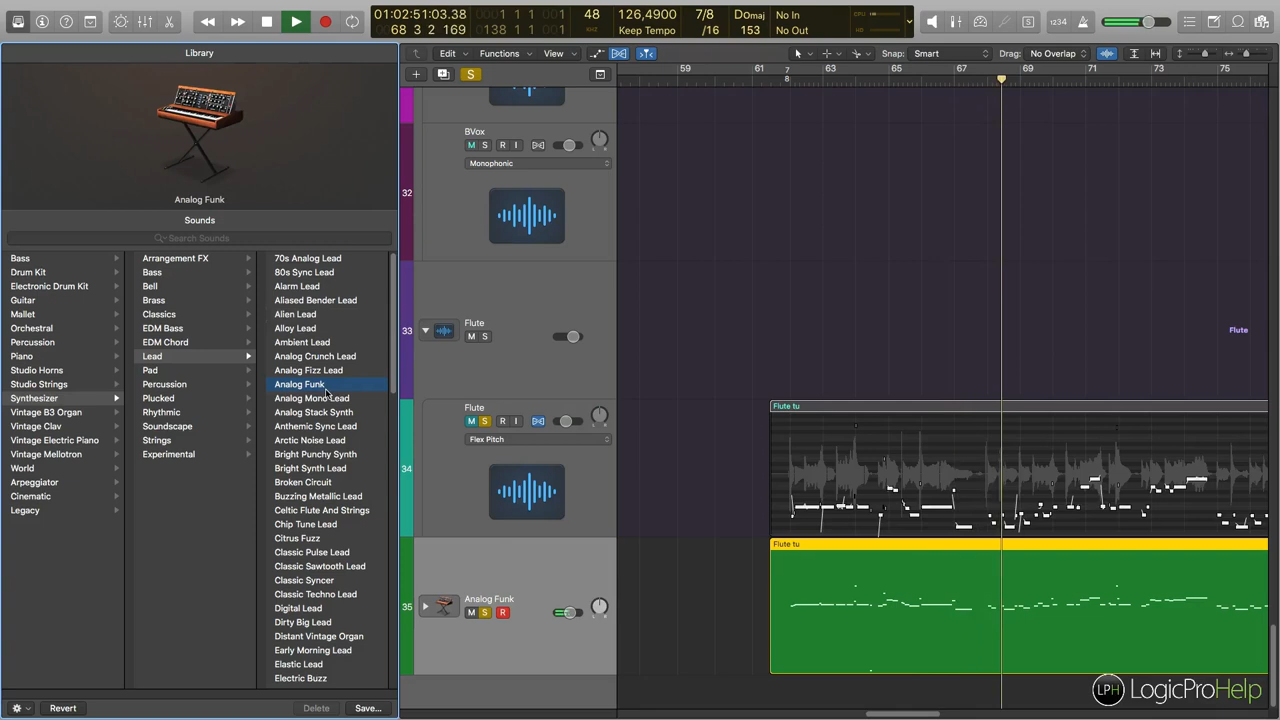 01:02:51:03.38
01 1 1 1
48
126,4900
7/8
DOmaj
No In
169 3 1 66
138 1 1 1
Keep Tempo
/16
153
No Out
1234
Library
Edit
Functions
View
Snap:
Smart
Drag:
No Overlap
S
59
61
7
8
63
65
67
69
71
73
75
BVox
M S R I
Monophonic
32
Analog Funk
Sounds
Search Sounds
Bass
Drum Kit
Electronic Drum Kit
Guitar
Mallet
Orchestral
Percussion
Piano
Studio Horns
Studio Strings
Synthesizer
Vintage B3 Organ
Vintage Clav
Vintage Electric Piano
Vintage Mellotron
World
Arpeggiator
Cinematic
Legacy
Arrangement FX
Bass
Bell
Brass
Classics
EDM Bass
EDM Chord
Lead
Pad
Percussion
Plucked
Rhythmic
Soundscape
Strings
Experimental
70s Analog Lead
80s Sync Lead
Alarm Lead
Aliased Bender Lead
Alien Lead
Alloy Lead
Ambient Lead
Analog Crunch Lead
Analog Fizz Lead
Analog Funk
Analog Mono Lead
Analog Stack Synth
Anthemic Sync Lead
Arctic Noise Lead
Bright Punchy Synth
Bright Synth Lead
Broken Circuit
Buzzing Metallic Lead
Celtic Flute And Strings
Chip Tune Lead
Citrus Fuzz
Classic Pulse Lead
Classic Sawtooth Lead
Classic Syncer
Classic Techno Lead
Digital Lead
Dirty Big Lead
Distant Vintage Organ
Early Morning Lead
Elastic Lead
Electric Buzz
33
Flute
M S
Flute
34
Flute
M S R I
Flex Pitch
Flute tu
35
Analog Funk
M S R
Flute tu
Revert
Delete
Save...
LPH LogicProHelp